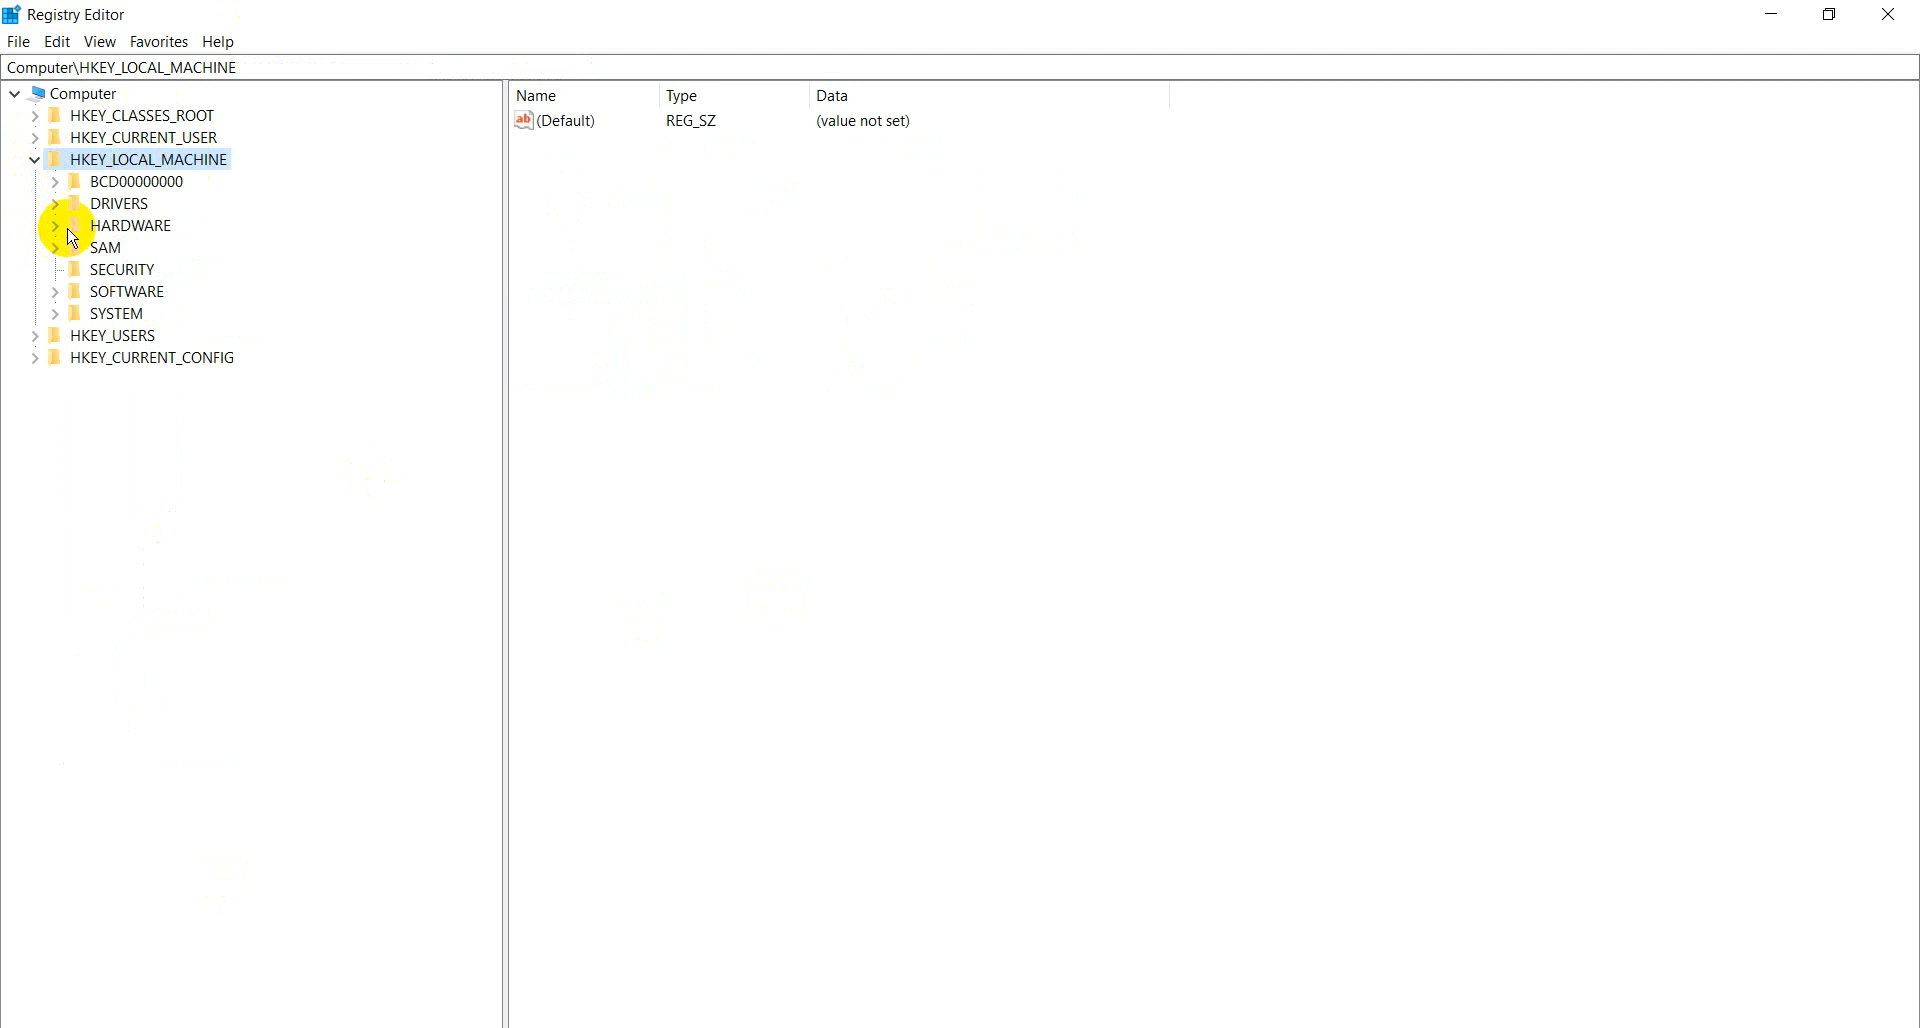 Registry Editor
File Edit View Favorites Help
Computer\HKEY_LOCAL_MACHINE
Computer
HKEY_CLASSES_ROOT
HKEY_CURRENT_USER
HKEY_LOCAL_MACHINE
BCD00000000
DRIVERS
HARDWARE
SAM
SECURITY
SOFTWARE
SYSTEM
HKEY_USERS
HKEY_CURRENT_CONFIG
Name Type Data
ab (Default) REG_SZ (value not set)